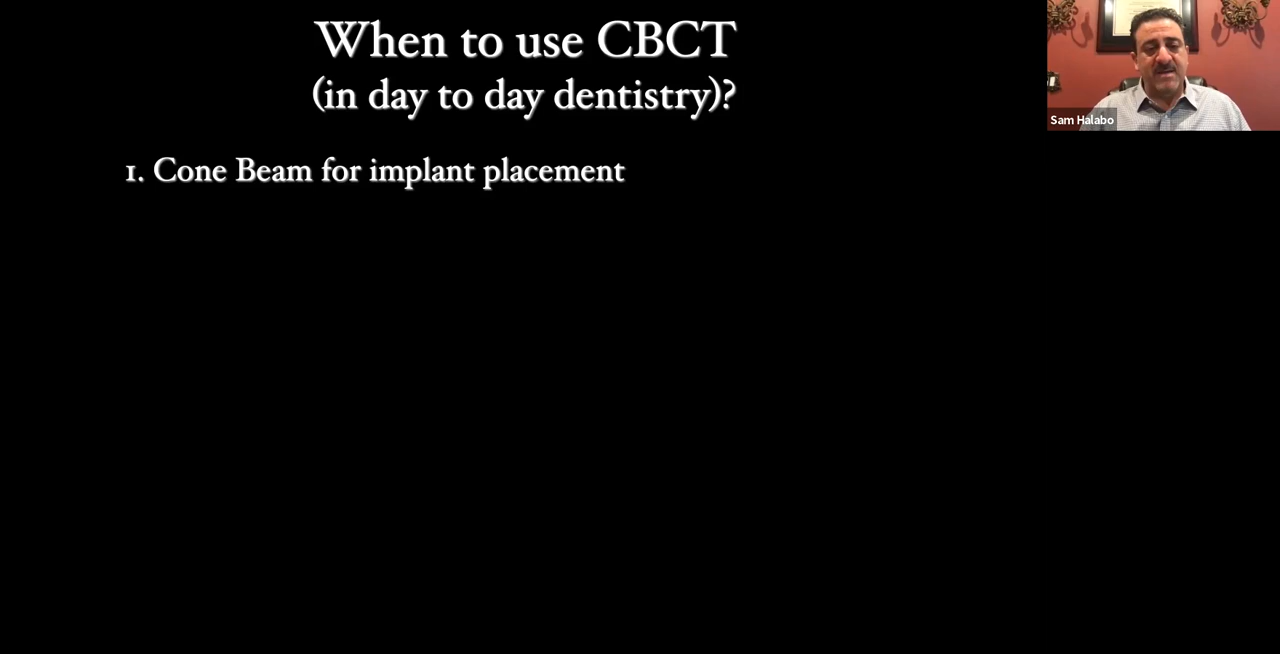 When to use CBCT
(in day to day dentistry)?
1. Cone Beam for implant placement
Sam Halabo